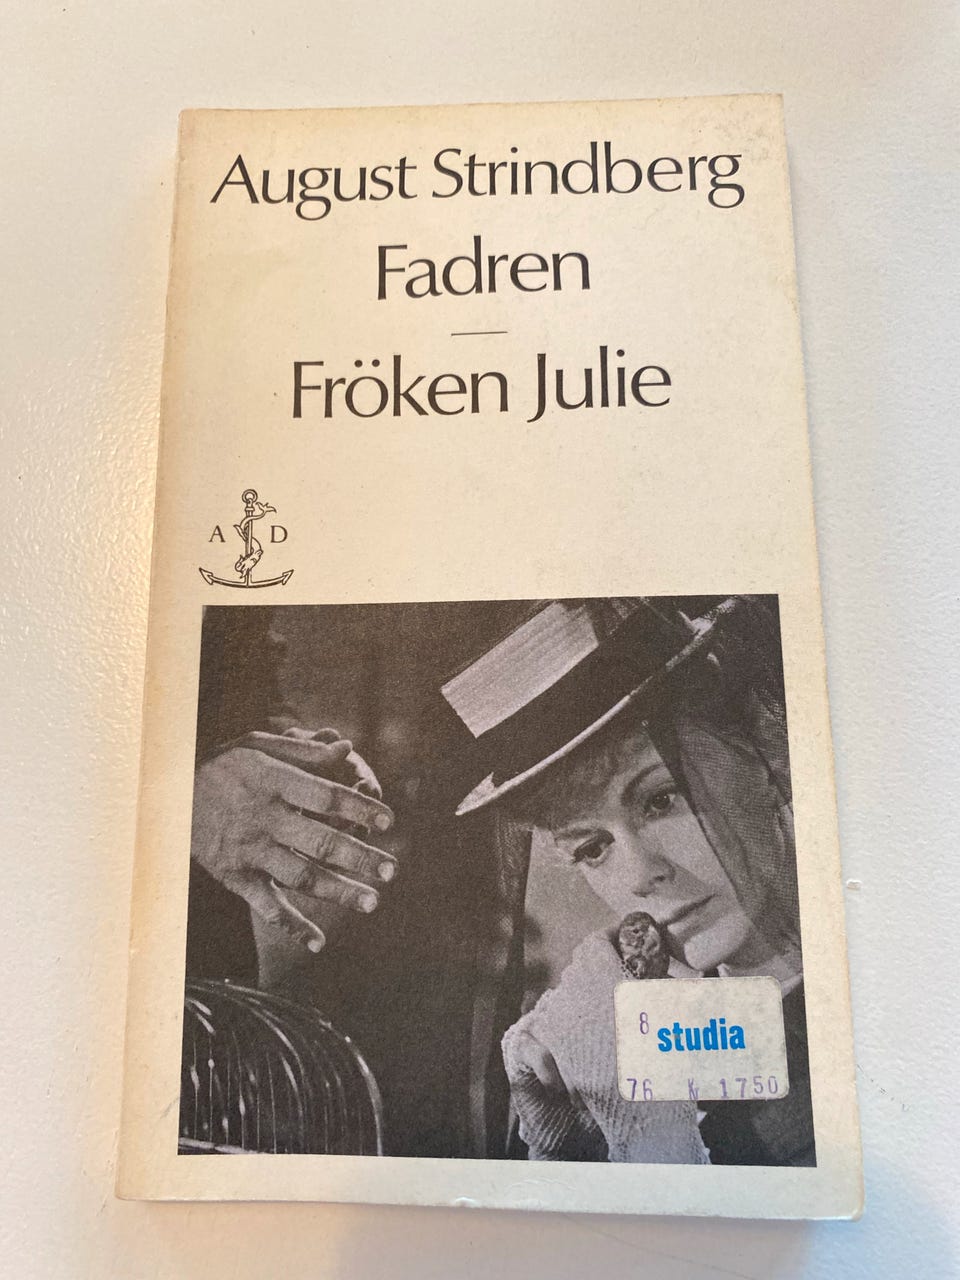 August Strindberg
Fadren
Fröken Julie
A D
8 studia
76 K 1750